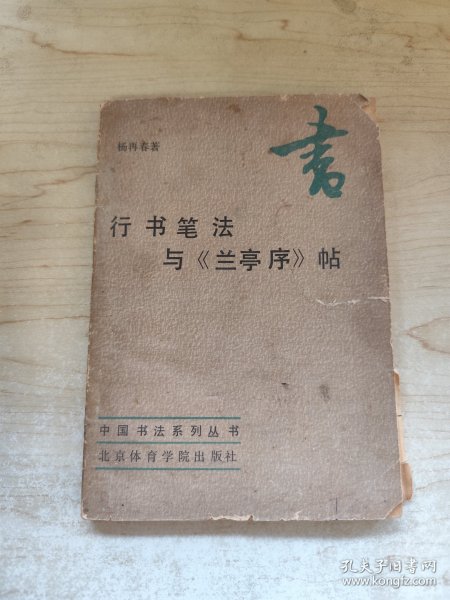 杨再春著
書
行书笔法
与《兰亭序》帖
中国书法系列丛书
北京体育学院出版社
孔夫子旧书网
www.kongfz.com